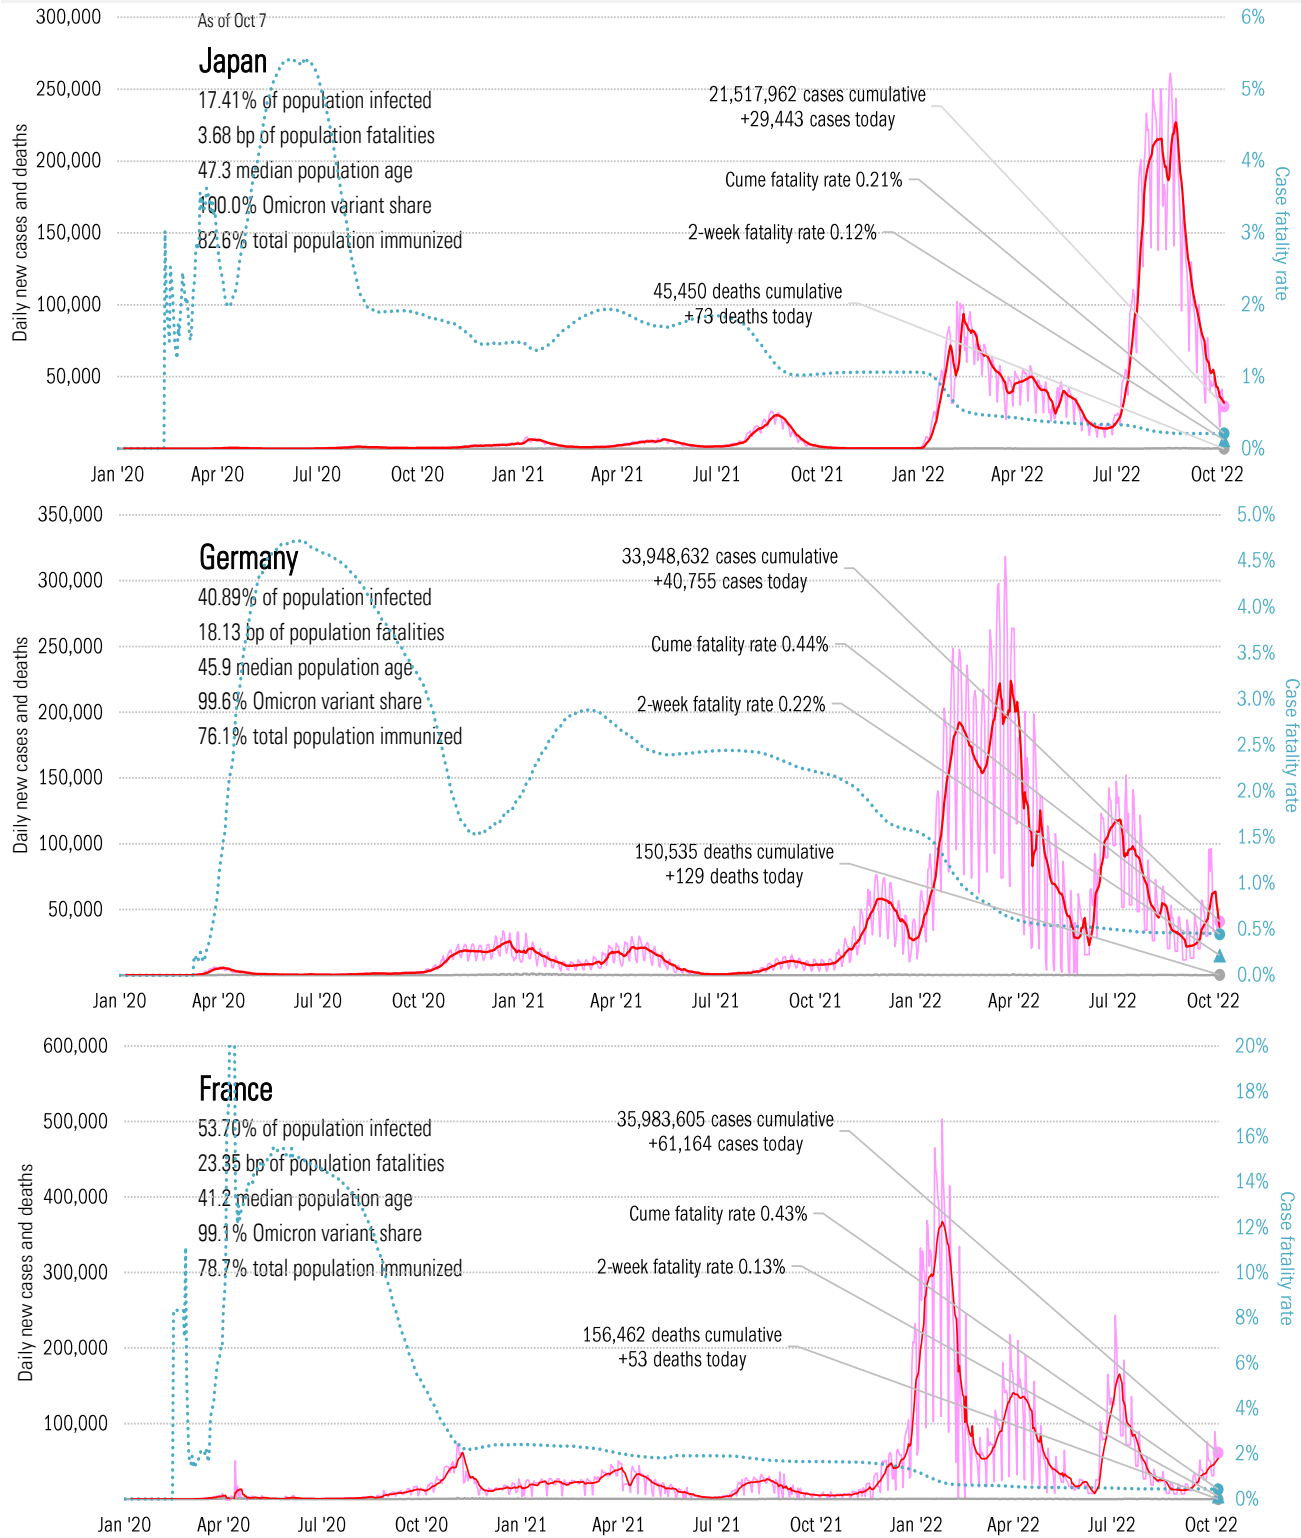 As of Oct 7
Japan
17.41% of population infected
3.68 bp of population fatalities
47.3 median population age
100.0% Omicron variant share
82.6% total population immunized
300,000
250,000
200,000
150,000
100,000
50,000
Daily new cases and deaths
21,517,962 cases cumulative
+29,443 cases today
Cume fatality rate 0.21%
2-week fatality rate 0.12%
45,450 deaths cumulative
+73 deaths today
6%
5%
4%
3%
2%
1%
0%
Case fatality rate
Jan '20 Apr '20 Jul '20 Oct '20 Jan '21 Apr '21 Jul '21 Oct '21 Jan '22 Apr '22 Jul '22 Oct '22
Germany
40.89% of population infected
18.13 bp of population fatalities
45.9 median population age
99.6% Omicron variant share
76.1% total population immunized
350,000
300,000
250,000
200,000
150,000
100,000
50,000
Daily new cases and deaths
33,948,632 cases cumulative
+40,755 cases today
Cume fatality rate 0.44%
2-week fatality rate 0.22%
150,535 deaths cumulative
+129 deaths today
5.0%
4.5%
4.0%
3.5%
3.0%
2.5%
2.0%
1.5%
1.0%
0.5%
0.0%
Case fatality rate
Jan '20 Apr '20 Jul '20 Oct '20 Jan '21 Apr '21 Jul '21 Oct '21 Jan '22 Apr '22 Jul '22 Oct '22
France
53.70% of population infected
23.35 bp of population fatalities
41.2 median population age
99.1% Omicron variant share
78.7% total population immunized
600,000
500,000
400,000
300,000
200,000
100,000
Daily new cases and deaths
35,983,605 cases cumulative
+61,164 cases today
Cume fatality rate 0.43%
2-week fatality rate 0.13%
156,462 deaths cumulative
+53 deaths today
20%
18%
16%
14%
12%
10%
8%
6%
4%
2%
0%
Case fatality rate
Jan '20 Apr '20 Jul '20 Oct '20 Jan '21 Apr '21 Jul '21 Oct '21 Jan '22 Apr '22 Jul '22 Oct '22